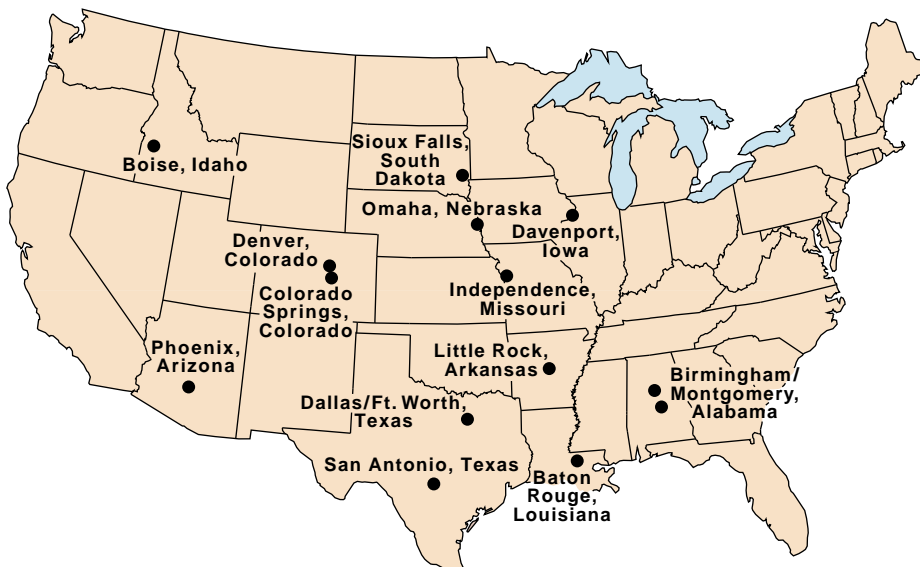 Sioux Falls,
South
Dakota
Boise, Idaho
Omaha, Nebraska
Davenport,
Iowa
Denver,
Colorado
Colorado
Springs,
Colorado
Independence,
Missouri
Phoenix,
Arizona
Little Rock,
Arkansas
Birmingham/
Montgomery,
Alabama
Dallas/Ft. Worth,
Texas
San Antonio, Texas
Baton
Rouge,
Louisiana